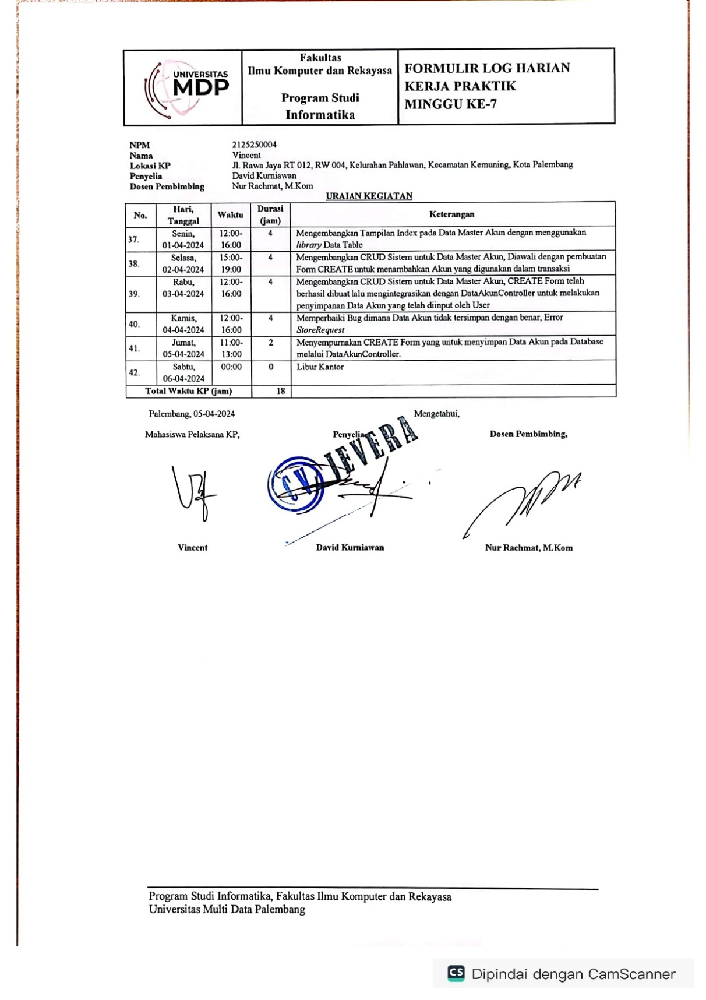 UNIVERSITAS
MDP
Fakultas
Ilmu Komputer dan Rekayasa
Program Studi
Informatika
FORMULIR LOG HARIAN
KERJA PRAKTIK
MINGGU KE-7
NPM 2125250004
Nama Vincent
Lokasi KP Jl. Rawa Jaya RT 012, RW 004, Kelurahan Pahlawan, Kecamatan Kemuning, Kota Palembang
Penyelia David Kurniawan
Dosen Pembimbing Nur Rachmat, M.Kom
URAIAN KEGIATAN
No. Hari, Tanggal Waktu Durasi (jam) Keterangan
37. Senin, 12:00- 4 Mengembangkan Tampilan Index pada Data Master Akun dengan menggunakan
01-04-2024 16:00 library Data Table
38. Selasa, 15:00- 4 Mengembangkan CRUD Sistem untuk Data Master Akun, Diawali dengan pembuatan
02-04-2024 19:00 Form CREATE untuk menambahkan Akun yang digunakan dalam transaksi
39. Rabu, 12:00- 4 Mengembangkan CRUD Sistem untuk Data Master Akun, CREATE Form telah
03-04-2024 16:00 berhasil dibuat lalu mengintegrasikan dengan DataAkunController untuk melakukan
penyimpanan Data Akun yang telah diinput oleh User
40. Kamis, 12:00- 4 Memperbaiki Bug dimana Data Akun tidak tersimpan dengan benar, Error
04-04-2024 16:00 StoreRequest
41. Jumat, 11:00- 2 Menyempurnakan CREATE Form yang untuk menyimpan Data Akun pada Database
05-04-2024 13:00 melalui DataAkunController.
42. Sabtu, 00:00 0 Libur Kantor
06-04-2024
Total Waktu KP (jam) 18
Palembang, 05-04-2024 Mengetahui,
Mahasiswa Pelaksana KP, Penyelia Dosen Pembimbing,
CV. JEVERA
Vincent David Kurniawan Nur Rachmat, M.Kom
Program Studi Informatika, Fakultas Ilmu Komputer dan Rekayasa
Universitas Multi Data Palembang
CS Dipindai dengan CamScanner